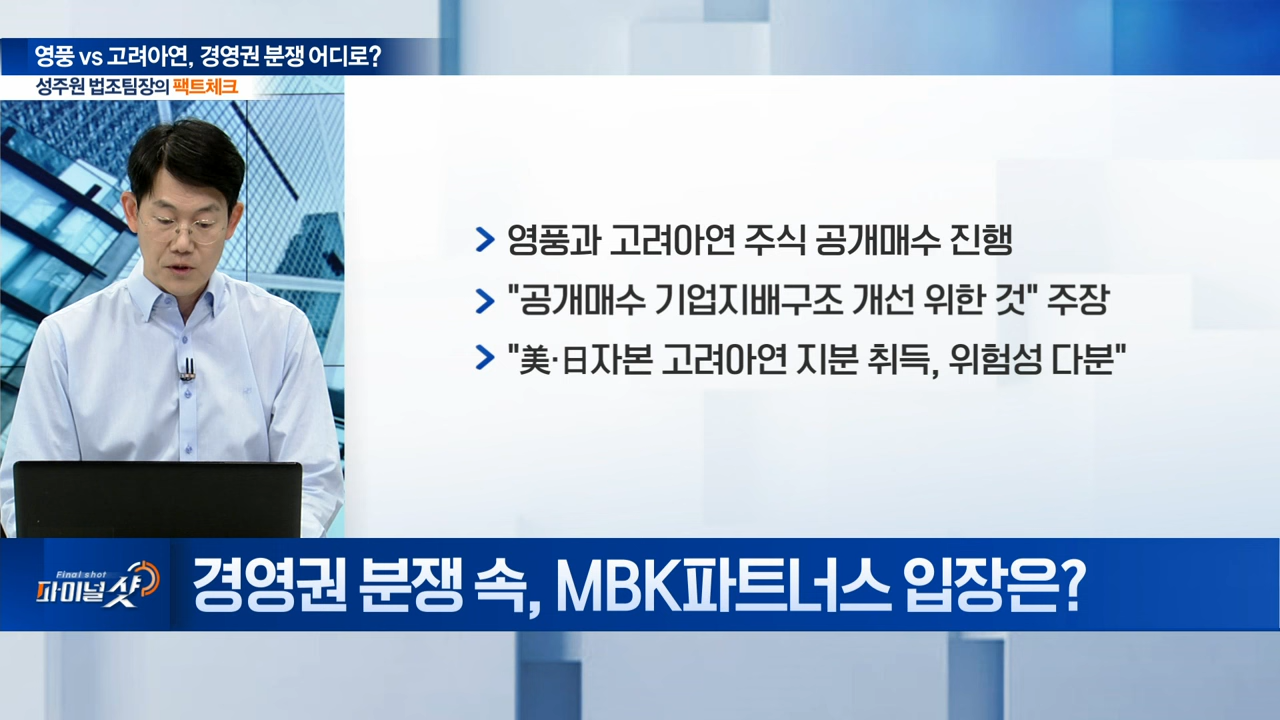 영풍 vs 고려아연, 경영권 분쟁 어디로?
성주원 법조팀장의 팩트체크
> 영풍과 고려아연 주식 공개매수 진행
> "공개매수 기업지배구조 개선 위한 것" 주장
> "美·日자본 고려아연 지분 취득, 위험성 다분"
Final shot
파이널 샷
경영권 분쟁 속, MBK파트너스 입장은?